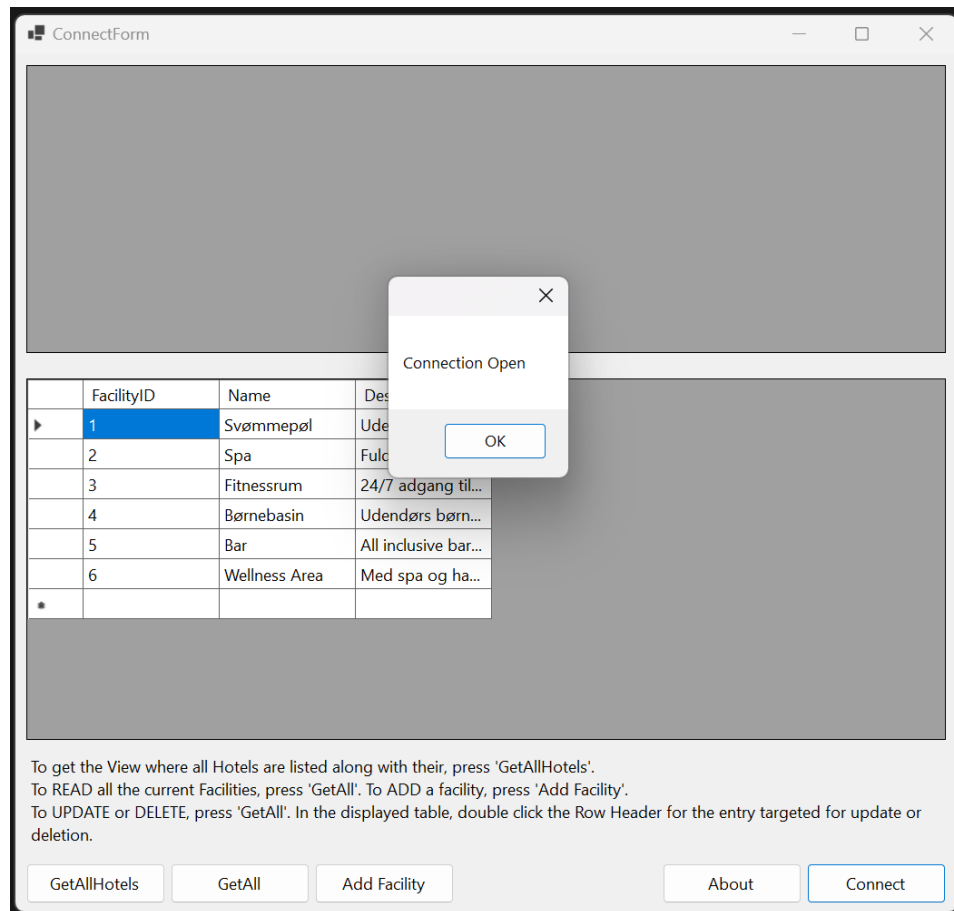 ConnectForm
Connection Open
OK
FacilityID Name Des
1 Svømmepøl Ude
2 Spa Fuld
3 Fitnessrum 24/7 adgang til...
4 Børnebasin Udendørs børn...
5 Bar All inclusive bar...
6 Wellness Area Med spa og ha...
To get the View where all Hotels are listed along with their, press 'GetAllHotels'.
To READ all the current Facilities, press 'GetAll'. To ADD a facility, press 'Add Facility'.
To UPDATE or DELETE, press 'GetAll'. In the displayed table, double click the Row Header for the entry targeted for update or
deletion.
GetAllHotels GetAll Add Facility About Connect